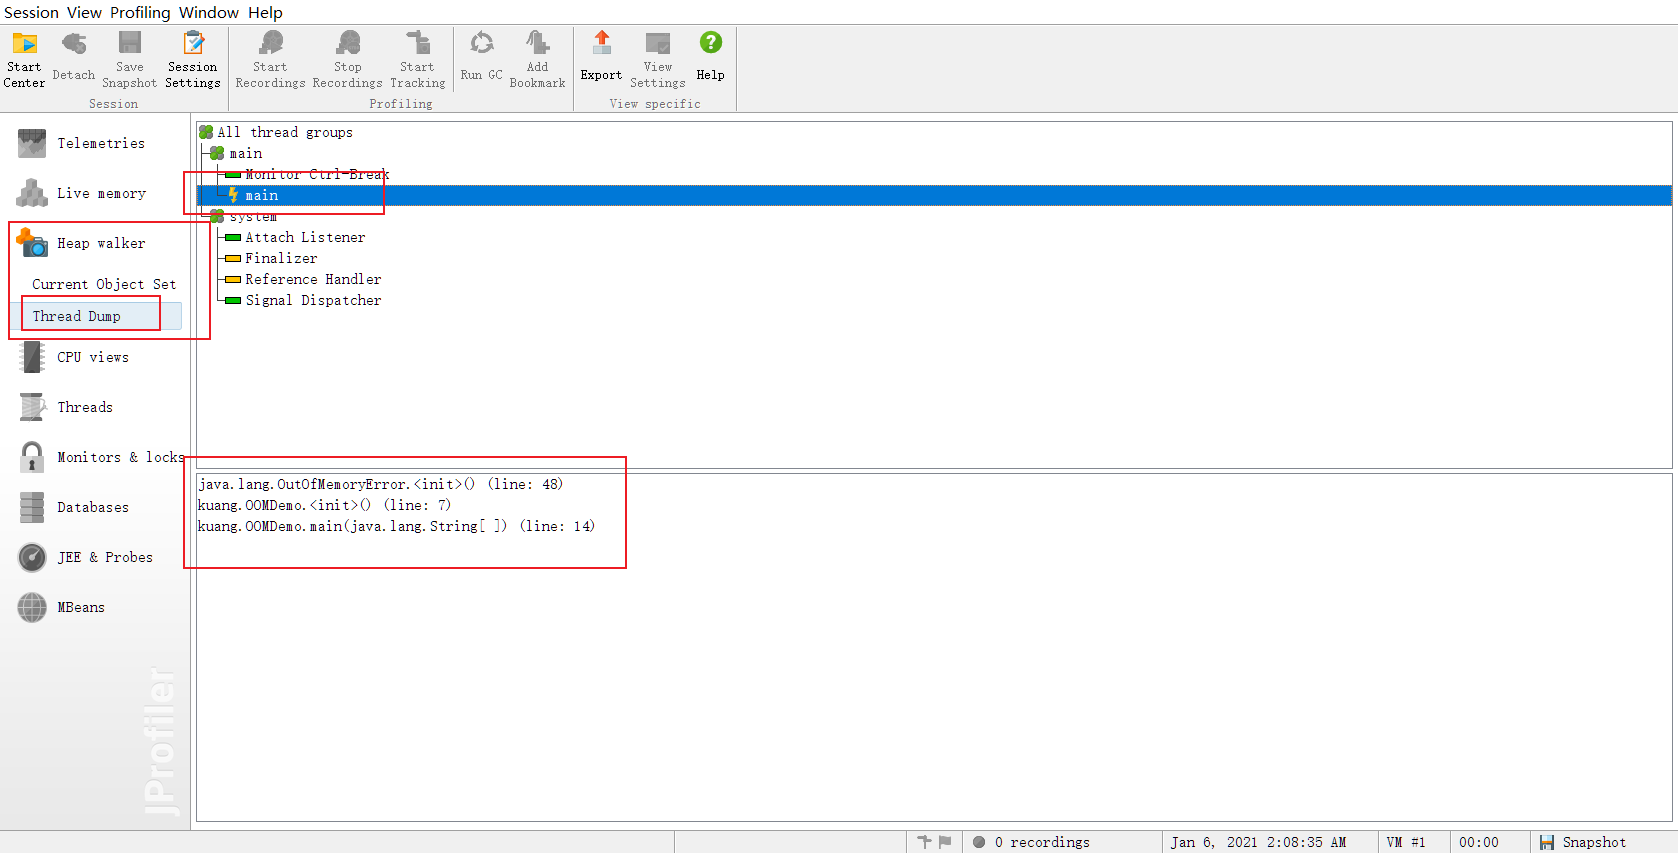 Session View Profiling Window Help
Start Center
Detach
Save Snapshot
Session Settings
Start Recordings
Stop Recordings
Start Tracking
Run GC
Add Bookmark
Export
View Settings
Help
Session
Profiling
View specific
Telemetries
Live memory
Heap walker
Current Object Set
Thread Dump
CPU views
Threads
Monitors & locks
Databases
JEE & Probes
MBeans
JProfiler
All thread groups
main
Monitor Ctrl-Break
main
system
Attach Listener
Finalizer
Reference Handler
Signal Dispatcher
java.lang.OutOfMemoryError.<init>() (line: 48)
kuang.OOMDemo.<init>() (line: 7)
kuang.OOMDemo.main(java.lang.String[ ]) (line: 14)
0 recordings
Jan 6, 2021 2:08:35 AM
VM #1
00:00
Snapshot